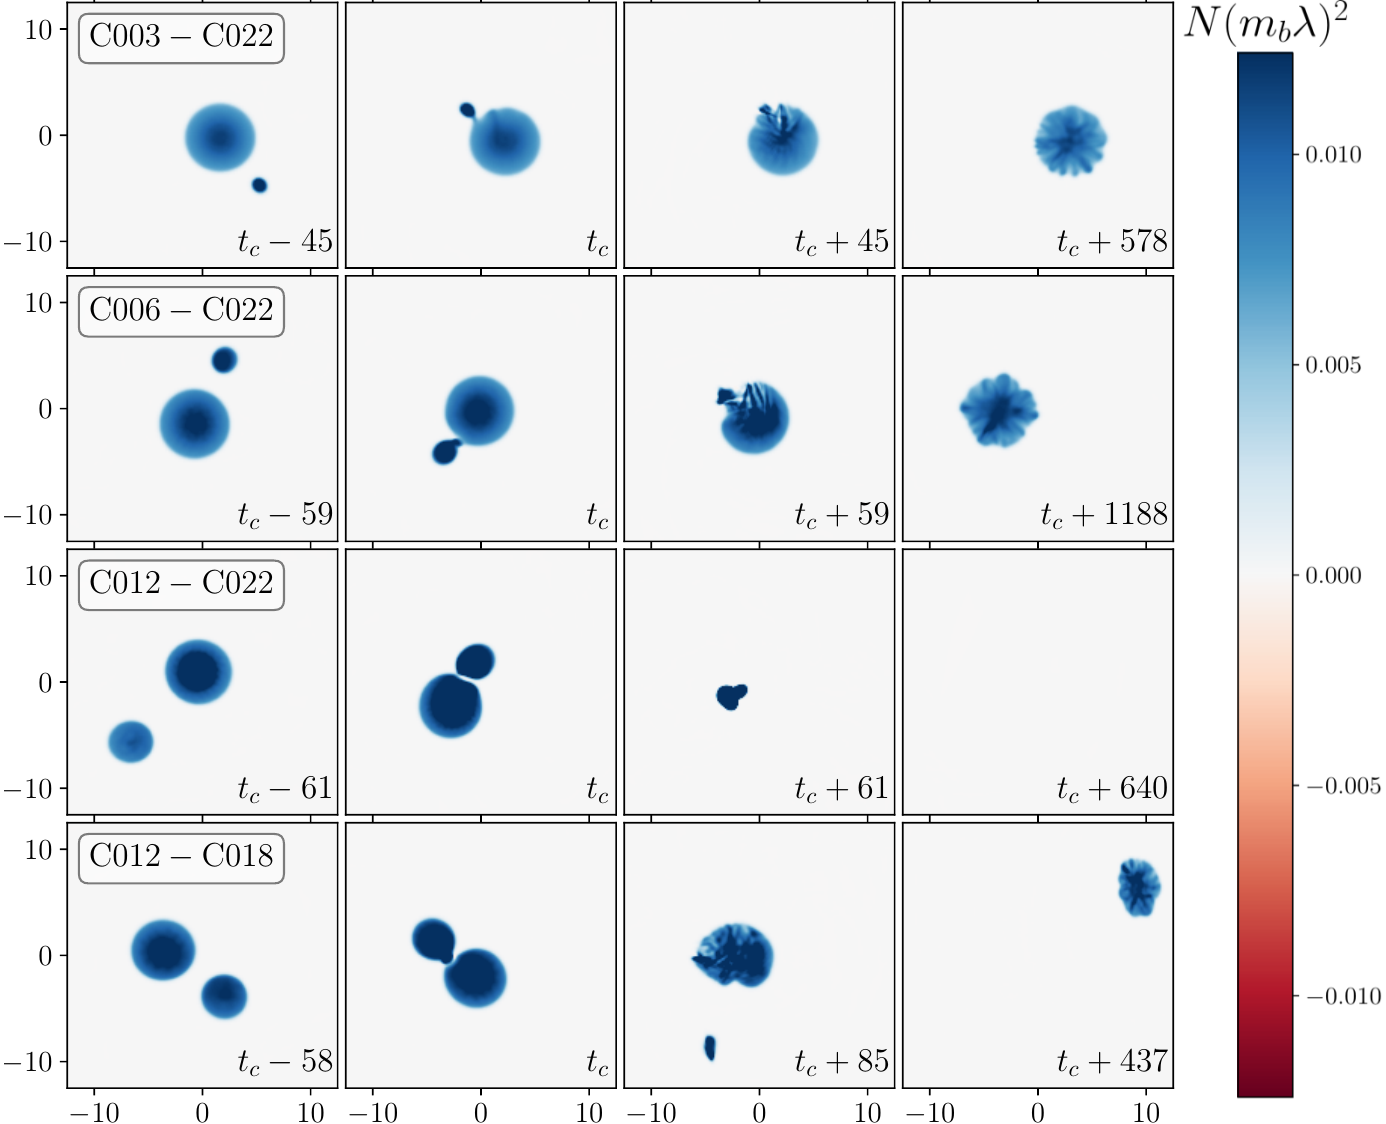 N(m_bλ)²
10
C003 − C022
0
−10
t_c − 45
t_c
t_c + 45
t_c + 578
10
C006 − C022
0
−10
t_c − 59
t_c
t_c + 59
t_c + 1188
10
C012 − C022
0
−10
t_c − 61
t_c
t_c + 61
t_c + 640
10
C012 − C018
0
−10
t_c − 58
t_c
t_c + 85
t_c + 437
−10 0 10 −10 0 10 −10 0 10 −10 0 10
0.010
0.005
0.000
−0.005
−0.010